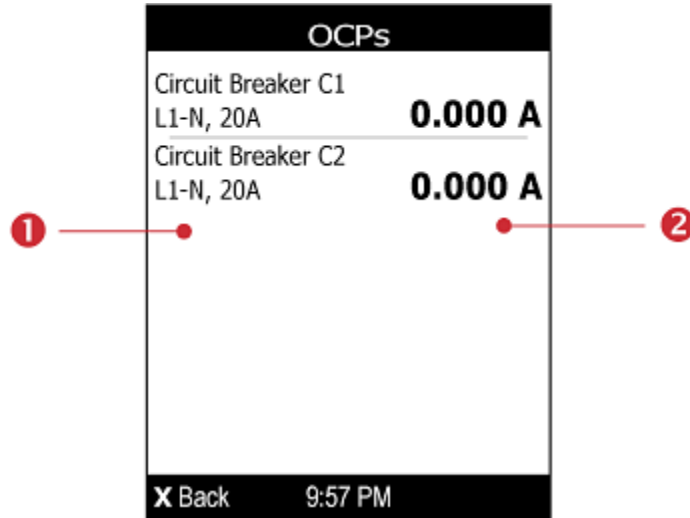 OCPs
Circuit Breaker C1
L1-N, 20A 0.000 A
Circuit Breaker C2
L1-N, 20A 0.000 A
1 2
X Back 9:57 PM